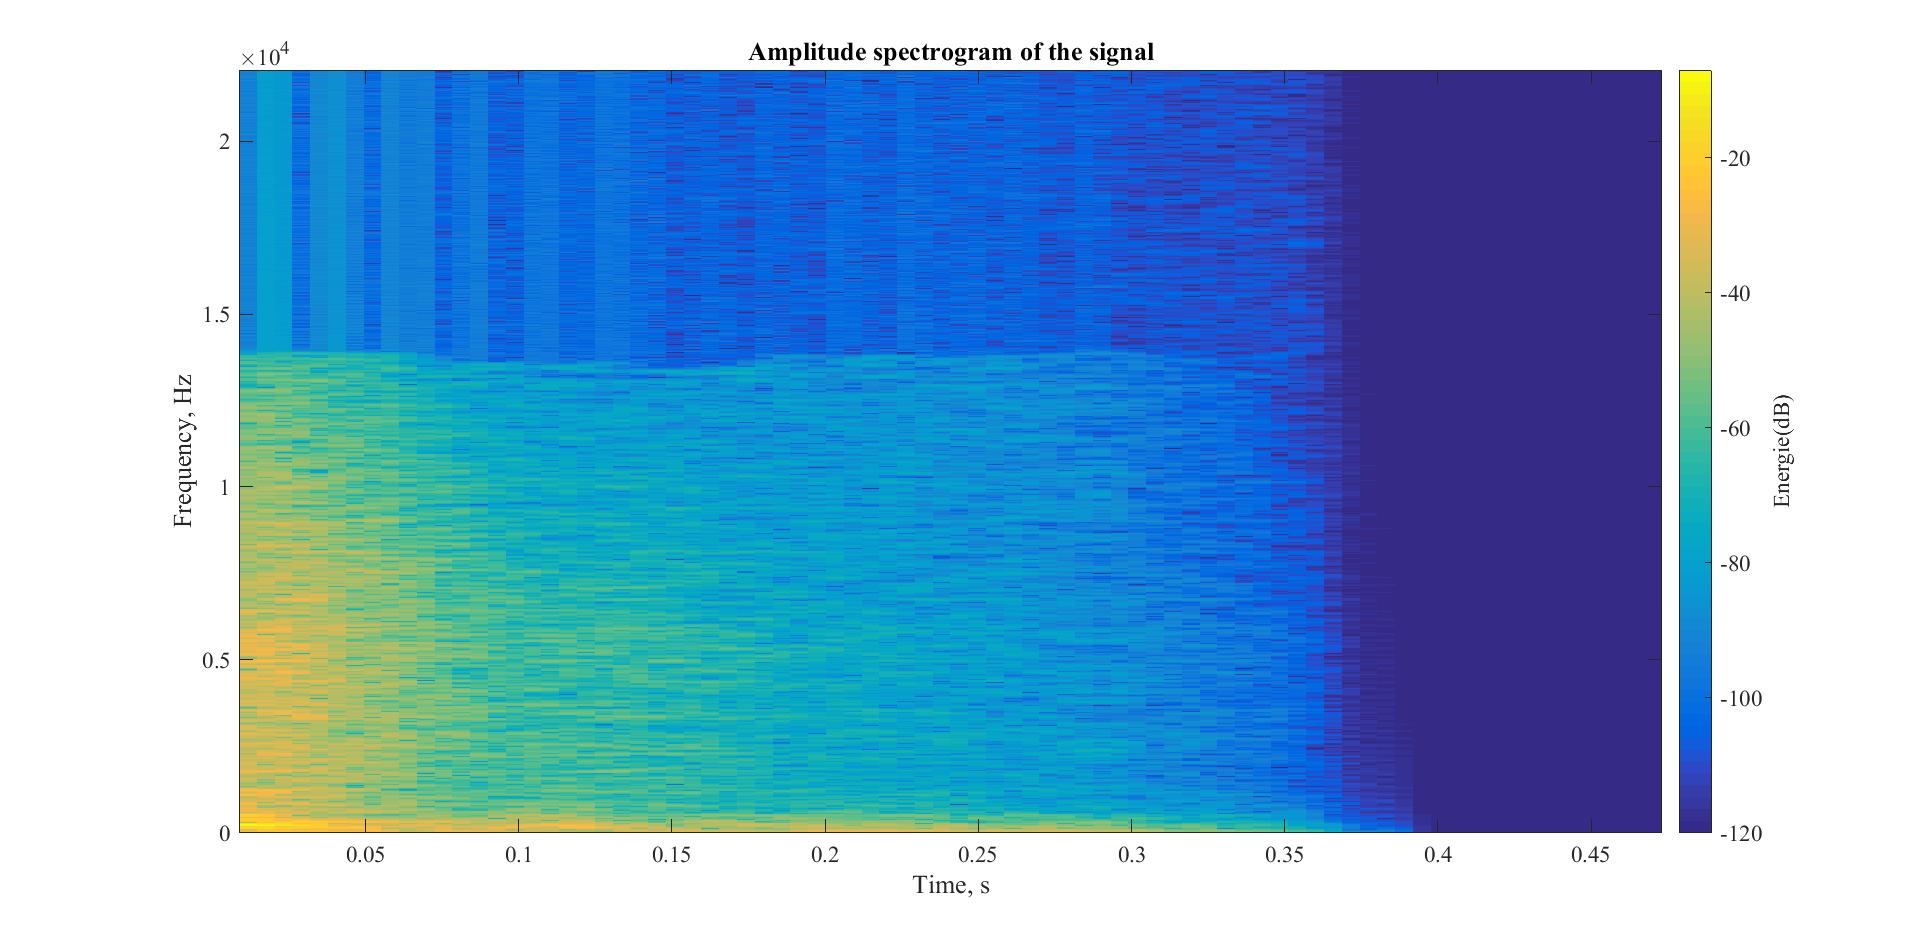 Amplitude spectrogram of the signal
×10⁴
2
1.5
1
0.5
0
Frequency, Hz
0.05 0.1 0.15 0.2 0.25 0.3 0.35 0.4 0.45
Time, s
-20
-40
-60
-80
-100
-120
Energie(dB)